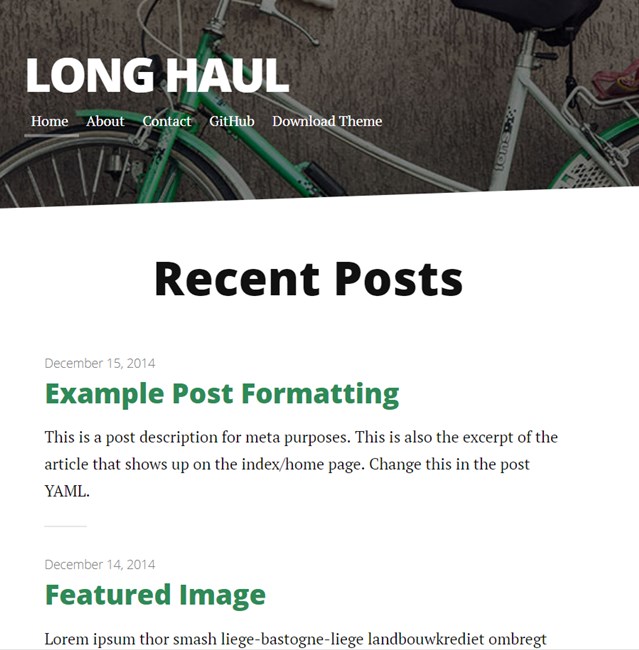 LONG HAUL
Home About Contact GitHub Download Theme
Recent Posts
December 15, 2014
Example Post Formatting
This is a post description for meta purposes. This is also the excerpt of the
article that shows up on the index/home page. Change this in the post
YAML.
December 14, 2014
Featured Image
Lorem ipsum thor smash liege-bastogne-liege landbouwkrediet ombregt